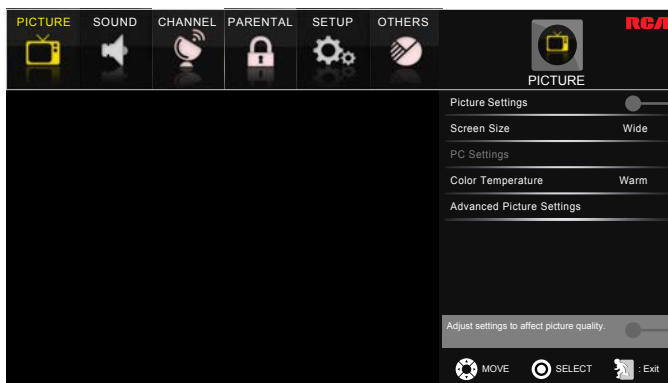 PICTURE SOUND CHANNEL PARENTAL SETUP OTHERS
RCA
PICTURE
Picture Settings
Screen Size Wide
PC Settings
Color Temperature Warm
Advanced Picture Settings
Adjust settings to affect picture quality.
MOVE SELECT : Exit